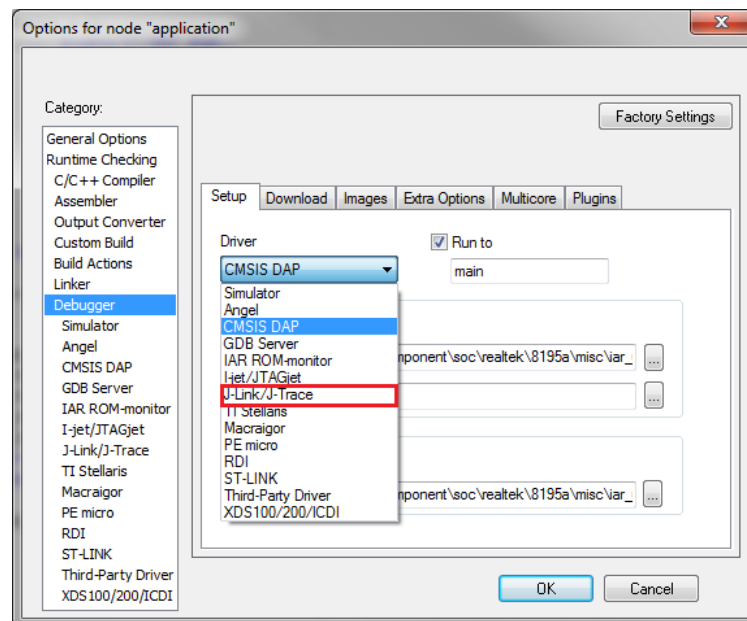 Options for node "application"
Category:
Factory Settings
General Options
Runtime Checking
C/C++ Compiler
Assembler
Output Converter
Custom Build
Build Actions
Linker
Debugger
Simulator
Angel
CMSIS DAP
GDB Server
IAR ROM-monitor
I-jet/JTAGjet
J-Link/J-Trace
TI Stellaris
Macraigor
PE micro
RDI
ST-LINK
Third-Party Driver
XDS100/200/ICDI
Setup Download Images Extra Options Multicore Plugins
Driver
Run to
CMSIS DAP
main
Simulator
Angel
CMSIS DAP
GDB Server
IAR ROM-monitor
I-jet/JTAGjet
J-Link/J-Trace
TI Stellaris
Macraigor
PE micro
RDI
ST-LINK
Third-Party Driver
XDS100/200/ICDI
mponent\soc\realtek\8195a\misc\iar_
...
...
mponent\soc\realtek\8195a\misc\iar_
...
OK Cancel